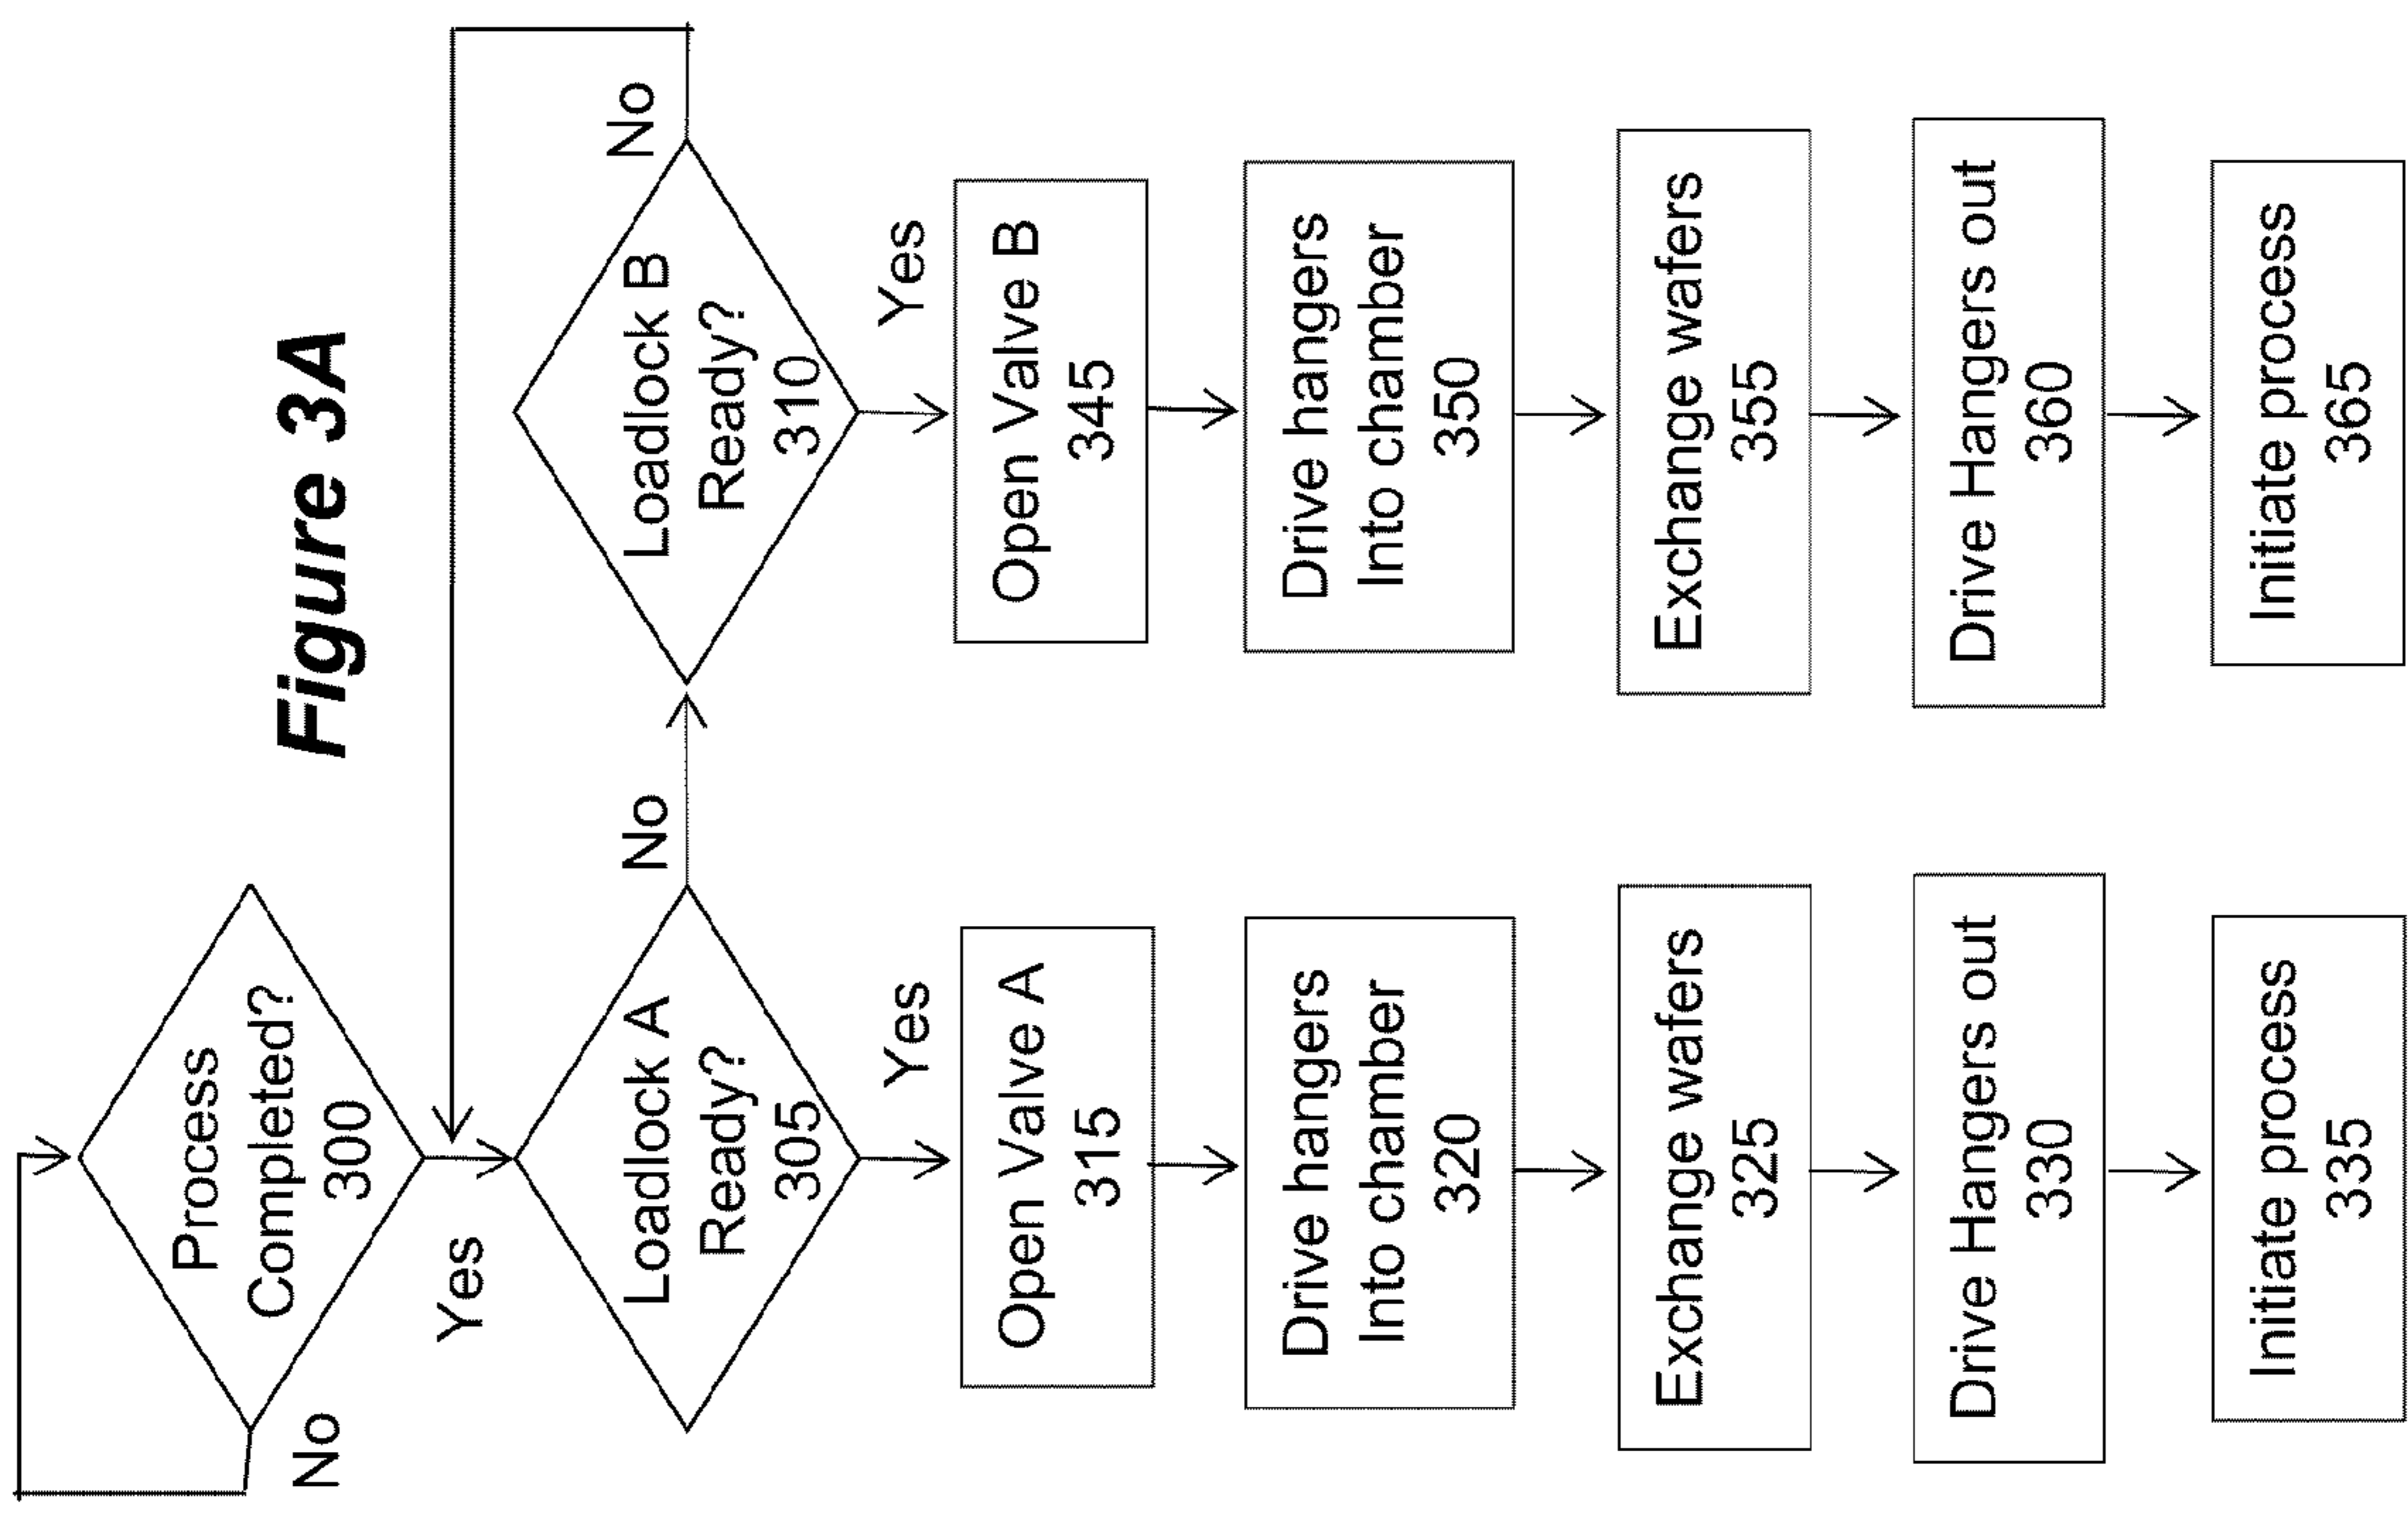 Figure 3A
Process
Completed?
300
No
Yes
Loadlock A
Ready?
305
No
Yes
Loadlock B
Ready?
310
No
Yes
Open Valve A
315
Drive hangers
Into chamber
320
Exchange wafers
325
Drive Hangers out
330
Initiate process
335
Open Valve B
345
Drive hangers
Into chamber
350
Exchange wafers
355
Drive Hangers out
360
Initiate process
365